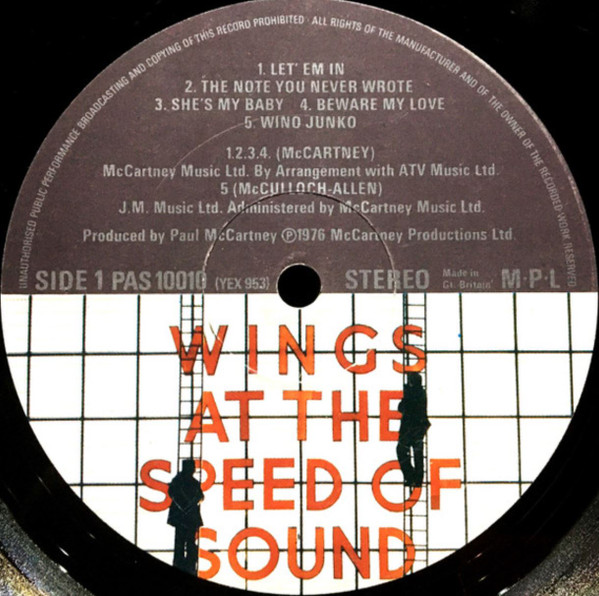 UNAUTHORISED PUBLIC PERFORMANCE BROADCASTING AND COPYING OF THIS RECORD PROHIBITED · ALL RIGHTS OF THE MANUFACTURER AND OF THE OWNER OF THE RECORDED WORK RESERVED
1. LET' EM IN
2. THE NOTE YOU NEVER WROTE
3. SHE'S MY BABY 4. BEWARE MY LOVE
5. WINO JUNKO
1.2.3.4. (McCARTNEY)
McCartney Music Ltd. By Arrangement with ATV Music Ltd.
5 (McCULLOCH-ALLEN)
J.M. Music Ltd. Administered by McCartney Music Ltd.
Produced by Paul McCartney ℗1976 McCartney Productions Ltd.
SIDE 1 PAS 10010 (YEX 953) STEREO Made in Gt. Britain' M·P·L
WINGS
AT THE
SPEED OF
SOUND